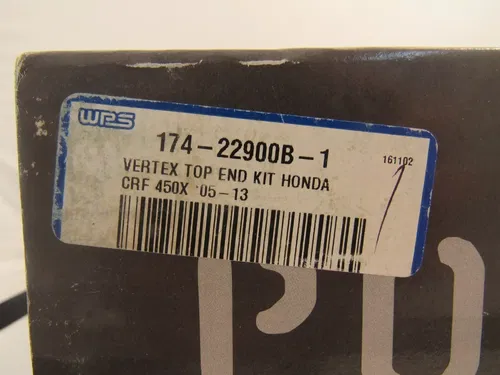 WPS
174-22900B-1
VERTEX TOP END KIT HONDA
161102
CRF 450X '05-13